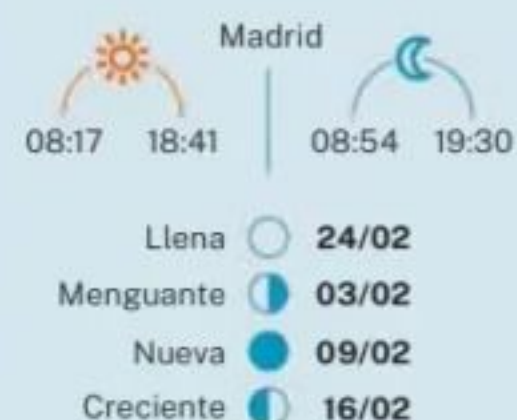 Madrid
08:17 18:41 08:54 19:30
Llena 24/02
Menguante 03/02
Nueva 09/02
Creciente 16/02